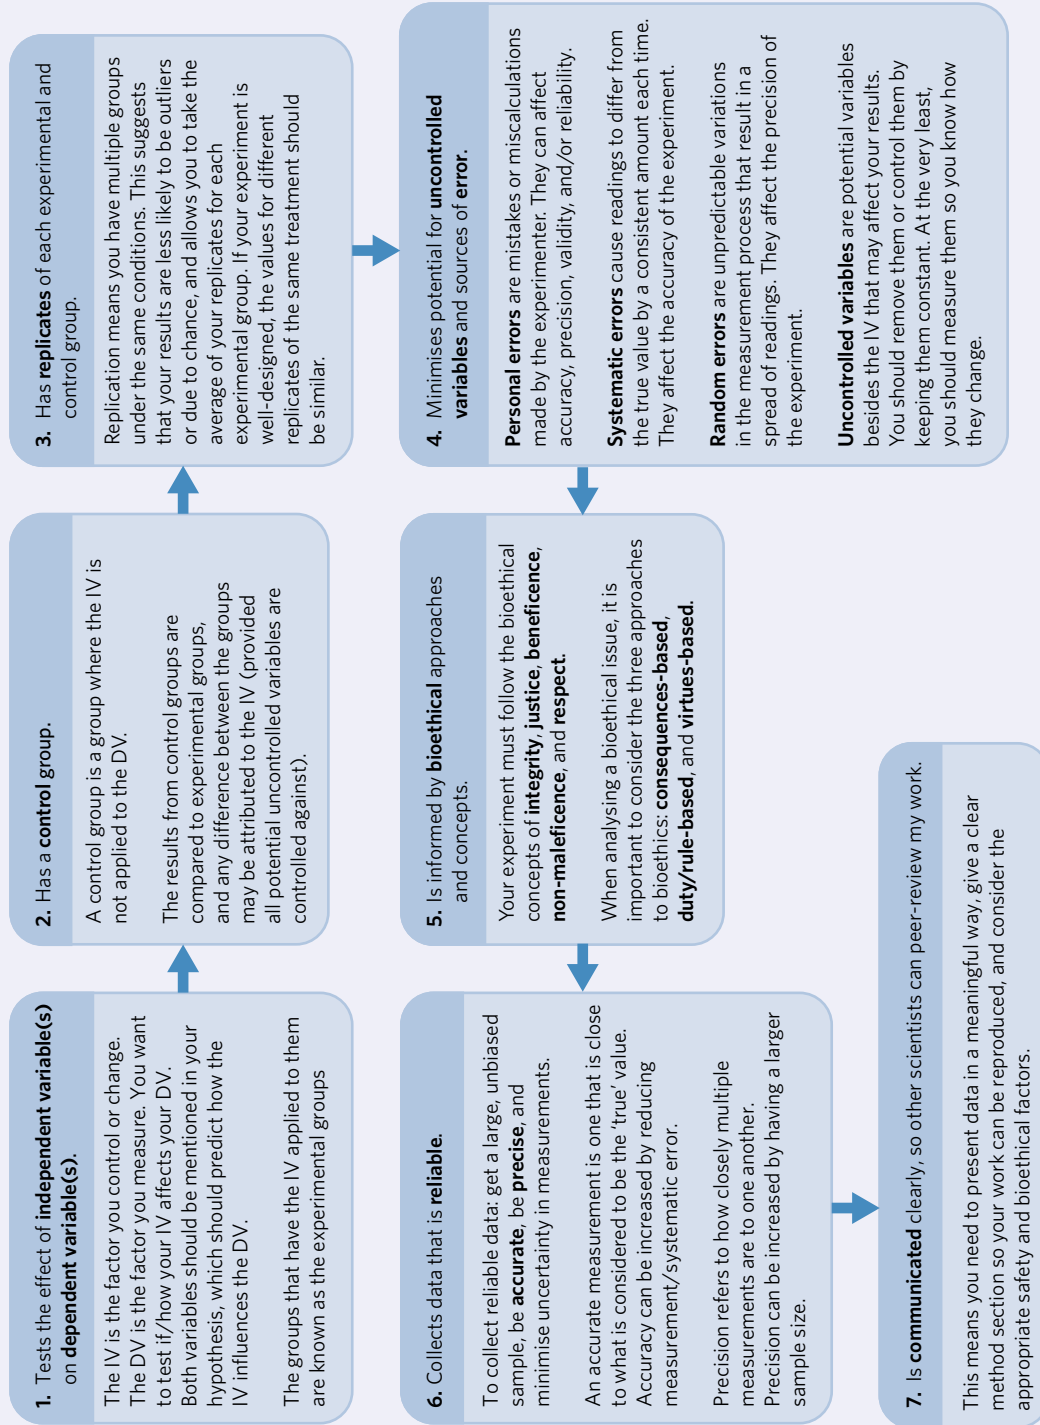 1. Tests the effect of independent variable(s)
on dependent variable(s).
The IV is the factor you control or change.
The DV is the factor you measure. You want
to test if/how your IV affects your DV.
Both variables should be mentioned in your
hypothesis, which should predict how the
IV influences the DV.
The groups that have the IV applied to them
are known as the experimental groups
2. Has a control group.
A control group is a group where the IV is
not applied to the DV.
The results from control groups are
compared to experimental groups,
and any difference between the groups
may be attributed to the IV (provided
all potential uncontrolled variables are
controlled against).
3. Has replicates of each experimental and
control group.
Replication means you have multiple groups
under the same conditions. This suggests
that your results are less likely to be outliers
or due to chance, and allows you to take the
average of your replicates for each
experimental group. If your experiment is
well-designed, the values for different
replicates of the same treatment should
be similar.
4. Minimises potential for uncontrolled
variables and sources of error.
Personal errors are mistakes or miscalculations
made by the experimenter. They can affect
accuracy, precision, validity, and/or reliability.
Systematic errors cause readings to differ from
the true value by a consistent amount each time.
They affect the accuracy of the experiment.
Random errors are unpredictable variations
in the measurement process that result in a
spread of readings. They affect the precision of
the experiment.
Uncontrolled variables are potential variables
besides the IV that may affect your results.
You should remove them or control them by
keeping them constant. At the very least,
you should measure them so you know how
they change.
5. Is informed by bioethical approaches
and concepts.
Your experiment must follow the bioethical
concepts of integrity, justice, beneficence,
non-maleficence, and respect.
When analysing a bioethical issue, it is
important to consider the three approaches
to bioethics: consequences-based,
duty/rule-based, and virtues-based.
6. Collects data that is reliable.
To collect reliable data: get a large, unbiased
sample, be accurate, be precise, and
minimise uncertainty in measurements.
An accurate measurement is one that is close
to what is considered to be the 'true' value.
Accuracy can be increased by reducing
measurement/systematic error.
Precision refers to how closely multiple
measurements are to one another.
Precision can be increased by having a larger
sample size.
7. Is communicated clearly, so other scientists can peer-review my work.
This means you need to present data in a meaningful way, give a clear
method section so your work can be reproduced, and consider the
appropriate safety and bioethical factors.